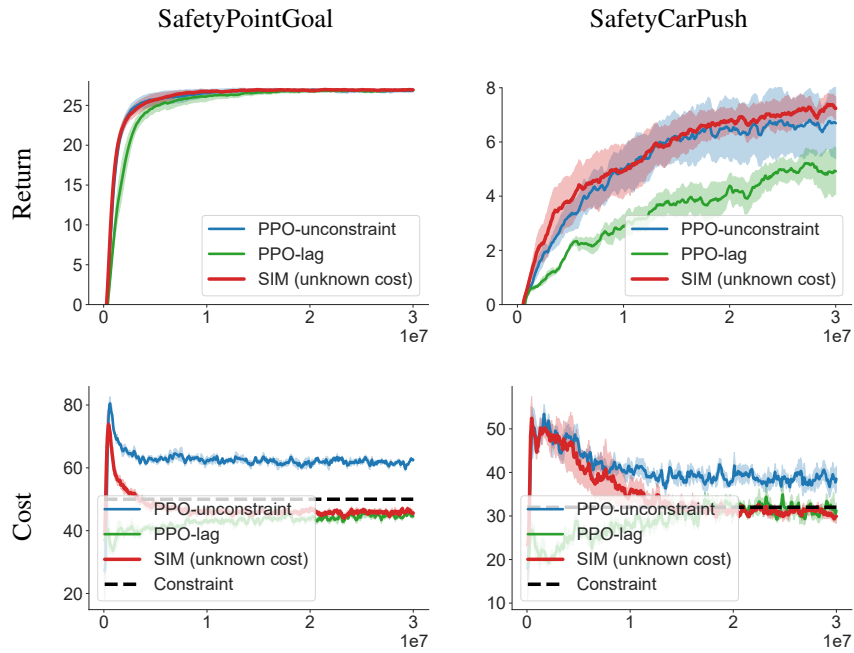 SafetyPointGoal
SafetyCarPush
Return
25
20
15
10
5
0
0
1
2
3
1e7
PPO-unconstraint
PPO-lag
SIM (unknown cost)
8
6
4
2
0
0
1
2
3
1e7
PPO-unconstraint
PPO-lag
SIM (unknown cost)
Cost
80
60
40
20
0
1
2
3
1e7
PPO-unconstraint
PPO-lag
SIM (unknown cost)
Constraint
50
40
30
20
10
0
1
2
3
1e7
PPO-unconstraint
PPO-lag
SIM (unknown cost)
Constraint